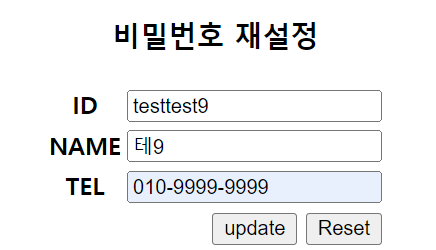 비밀번호 재설정
ID testtest9
NAME 테9
TEL 010-9999-9999
update Reset